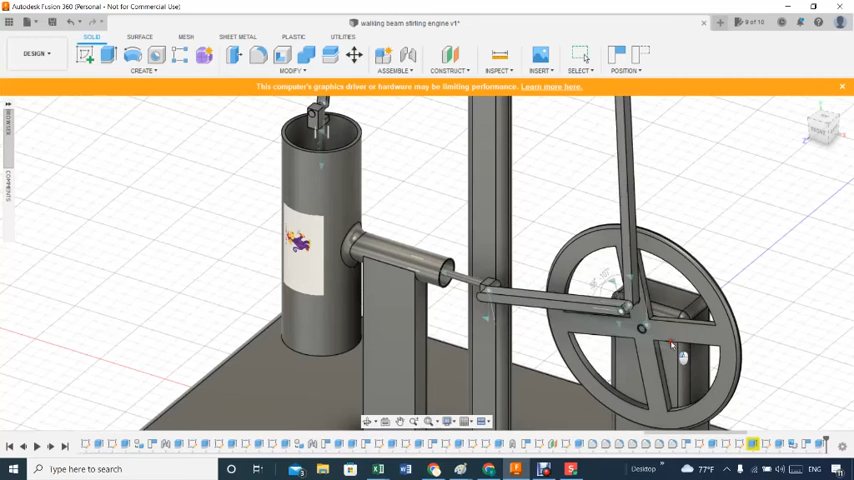 Autodesk Fusion 360 (Personal - Not for Commercial Use)
walking beam stirling engine v1*
9 of 10
DESIGN
SOLID
SURFACE
MESH
SHEET METAL
PLASTIC
UTILITIES
CREATE
MODIFY
ASSEMBLE
CONSTRUCT
INSPECT
INSERT
SELECT
POSITION
This computer's graphics driver or hardware may be limiting performance. Learn more here.
BROWSER
COMMENTS
FRONT
Type here to search
Desktop
77°F
ENG
11